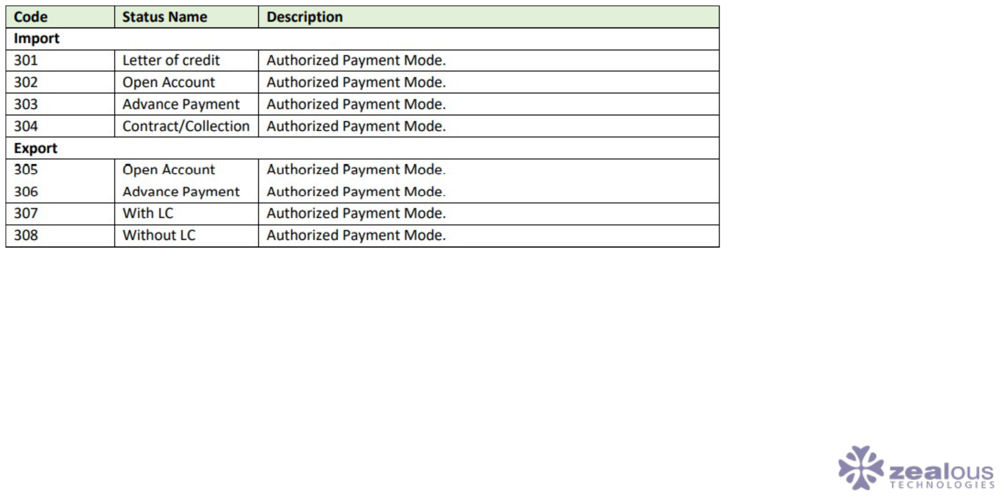 Code Status Name Description
Import
301 Letter of credit Authorized Payment Mode.
302 Open Account Authorized Payment Mode.
303 Advance Payment Authorized Payment Mode.
304 Contract/Collection Authorized Payment Mode.
Export
305 Open Account Authorized Payment Mode.
306 Advance Payment Authorized Payment Mode.
307 With LC Authorized Payment Mode.
308 Without LC Authorized Payment Mode.
zealous
TECHNOLOGIES